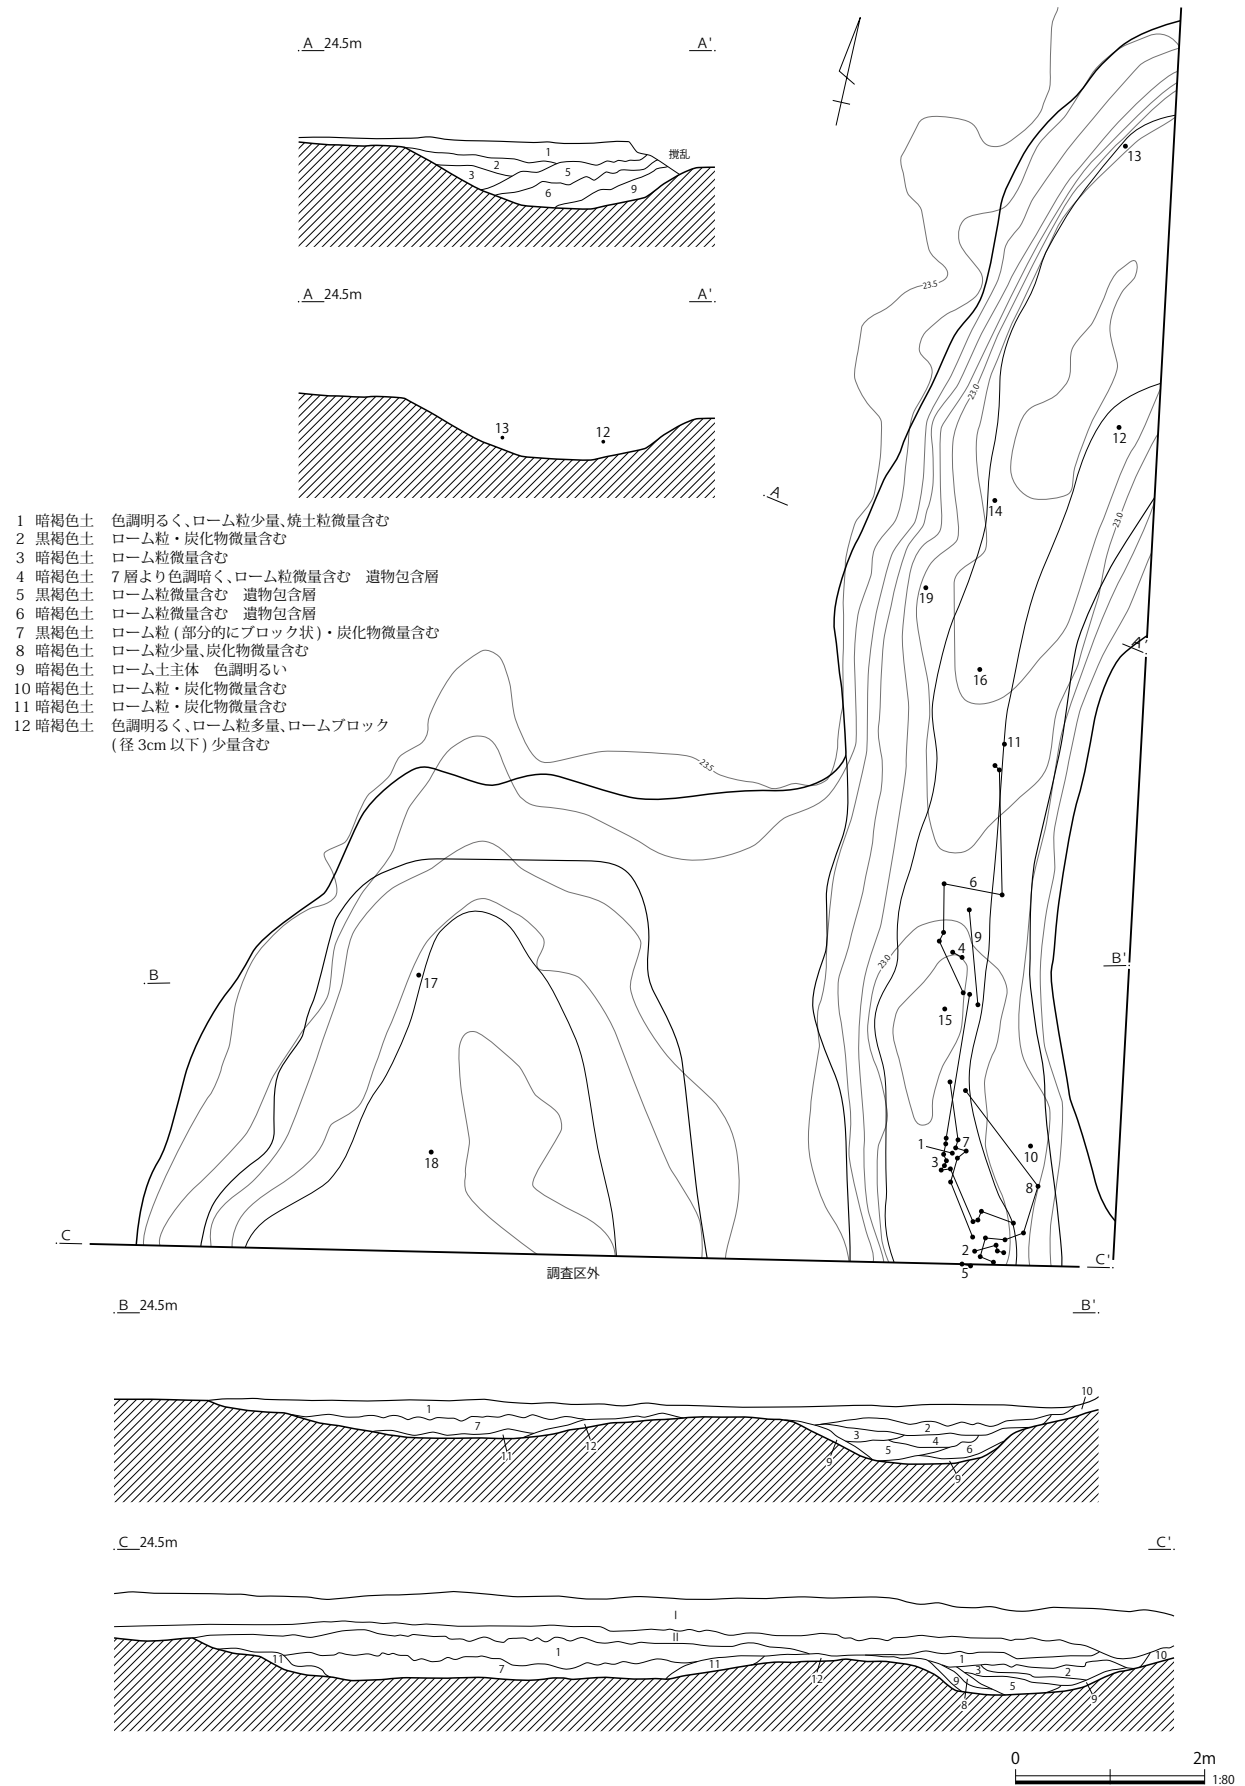 A 24.5m A'
1
2
3
5
6
9
撹乱
A 24.5m A'
13
12
1 暗褐色土 色調明るく、ローム粒少量、焼土粒微量含む
2 黒褐色土 ローム粒・炭化物微量含む
3 暗褐色土 ローム粒微量含む
4 暗褐色土 7層より色調暗く、ローム粒微量含む 遺物包含層
5 黒褐色土 ローム粒微量含む 遺物包含層
6 暗褐色土 ローム粒微量含む 遺物包含層
7 黒褐色土 ローム粒(部分的にブロック状)・炭化物微量含む
8 暗褐色土 ローム粒少量、炭化物微量含む
9 暗褐色土 ローム土主体 色調明るい
10 暗褐色土 ローム粒・炭化物微量含む
11 暗褐色土 ローム粒・炭化物微量含む
12 暗褐色土 色調明るく、ローム粒多量、ロームブロック
(径3cm以下)少量含む
13
23.5
23.0
12
A
14
23.0
19
A'
16
11
23.5
6
9
4
23.0
B
B'
17
15
1
7
3
10
18
8
2
5
C
C'
調査区外
B 24.5m B'
1
7
11
12
2
3
4
5
6
9
9
10
C 24.5m C'
I
II
1
11
7
11
12
1
3
2
9
5
8
9
10
0 2m
1:80